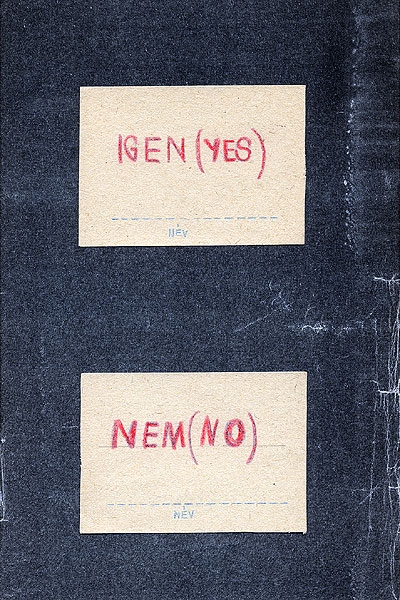 IGEN (YES)
NÉV
NEM (NO)
NÉV